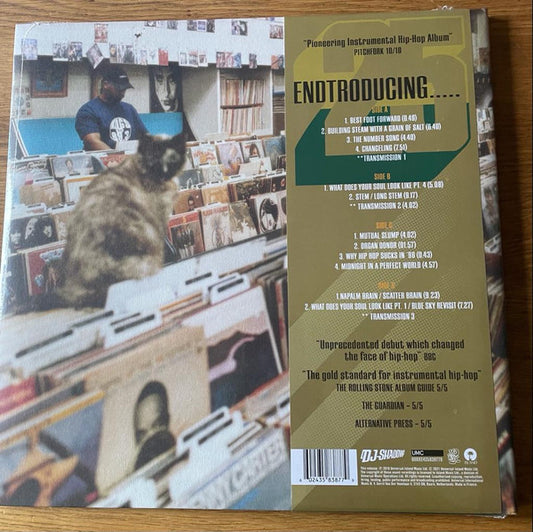 "Pioneering Instrumental Hip-Hop Album"
PITCHFORK 10/10
ENDTRODUCING.....
SIDE A
1. BEST FOOT FORWARD (0.49)
2. BUILDING STEAM WITH A GRAIN OF SALT (6.40)
3. THE NUMBER SONG (4.40)
4. CHANGELING (7.51)
**TRANSMISSION 1
SIDE B
1. WHAT DOES YOUR SOUL LOOK LIKE PT. 4 (5.08)
2. STEM / LONG STEM (9.17)
** TRANSMISSION 2 (4.02)
SIDE C
1. MUTUAL SLUMP (4.02)
2. ORGAN DONOR (01.57)
3. WHY HIP HOP SUCKS IN '96 (0.43)
4. MIDNIGHT IN A PERFECT WORLD (4.57)
SIDE D
1. NAPALM BRAIN / SCATTER BRAIN (9.23)
2. WHAT DOES YOUR SOUL LOOK LIKE PT. 1 / BLUE SKY REVISIT (7.27)
** TRANSMISSION 3
"Unprecedented debut which changed
the face of hip-hop" BBC
"The gold standard for instrumental hip-hop"
THE ROLLING STONE ALBUM GUIDE 5/5
THE GUARDIAN – 5/5
ALTERNATIVE PRESS – 5/5
DJ-SHADOW
UMC